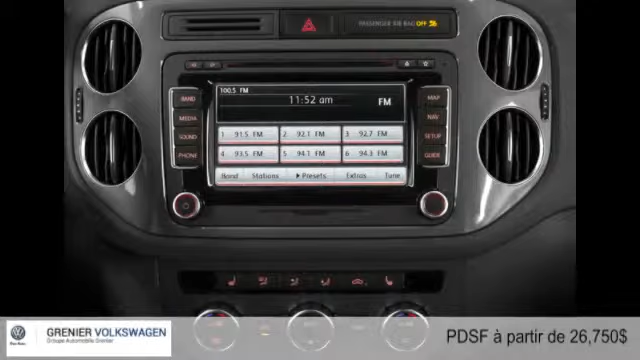 PASSENGER AIR BAG OFF
100,5 FM
11:52 am
FM
BAND
MEDIA
SOUND
PHONE
MAP
NAV
SETUP
GUIDE
1 91.5 FM 2 92.1 FM 3 92.7 FM
4 93.5 FM 5 94.1 FM 6 94.3 FM
Band Stations ▸ Presets Extras Tune
GRENIER VOLKSWAGEN
Groupe Automobile Grenier
PDSF à partir de 26,750$